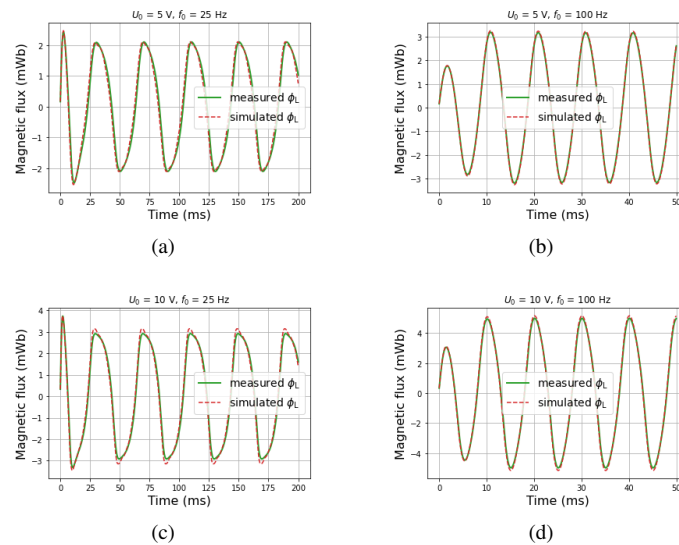 U₀ = 5 V, f₀ = 25 Hz
Magnetic flux (mWb)
2
1
0
−1
−2
measured ϕL
simulated ϕL
0 25 50 75 100 125 150 175 200
Time (ms)
(a)
U₀ = 5 V, f₀ = 100 Hz
Magnetic flux (mWb)
3
2
1
0
−1
−2
−3
measured ϕL
simulated ϕL
0 10 20 30 40 50
Time (ms)
(b)
U₀ = 10 V, f₀ = 25 Hz
Magnetic flux (mWb)
4
3
2
1
0
−1
−2
−3
measured ϕL
simulated ϕL
0 25 50 75 100 125 150 175 200
Time (ms)
(c)
U₀ = 10 V, f₀ = 100 Hz
Magnetic flux (mWb)
4
2
0
−2
−4
measured ϕL
simulated ϕL
0 10 20 30 40 50
Time (ms)
(d)